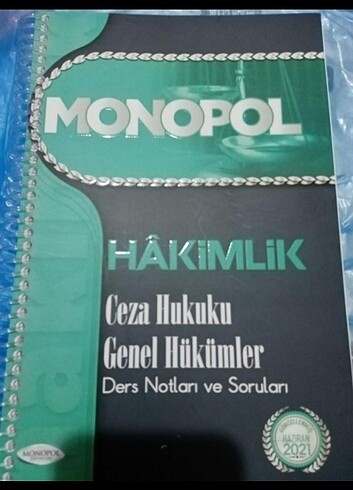 MONOPOL
HÂKİMLİK
Ceza Hukuku
Genel Hükümler
Ders Notları ve Soruları
HAZİRAN
2021
MONOPOL